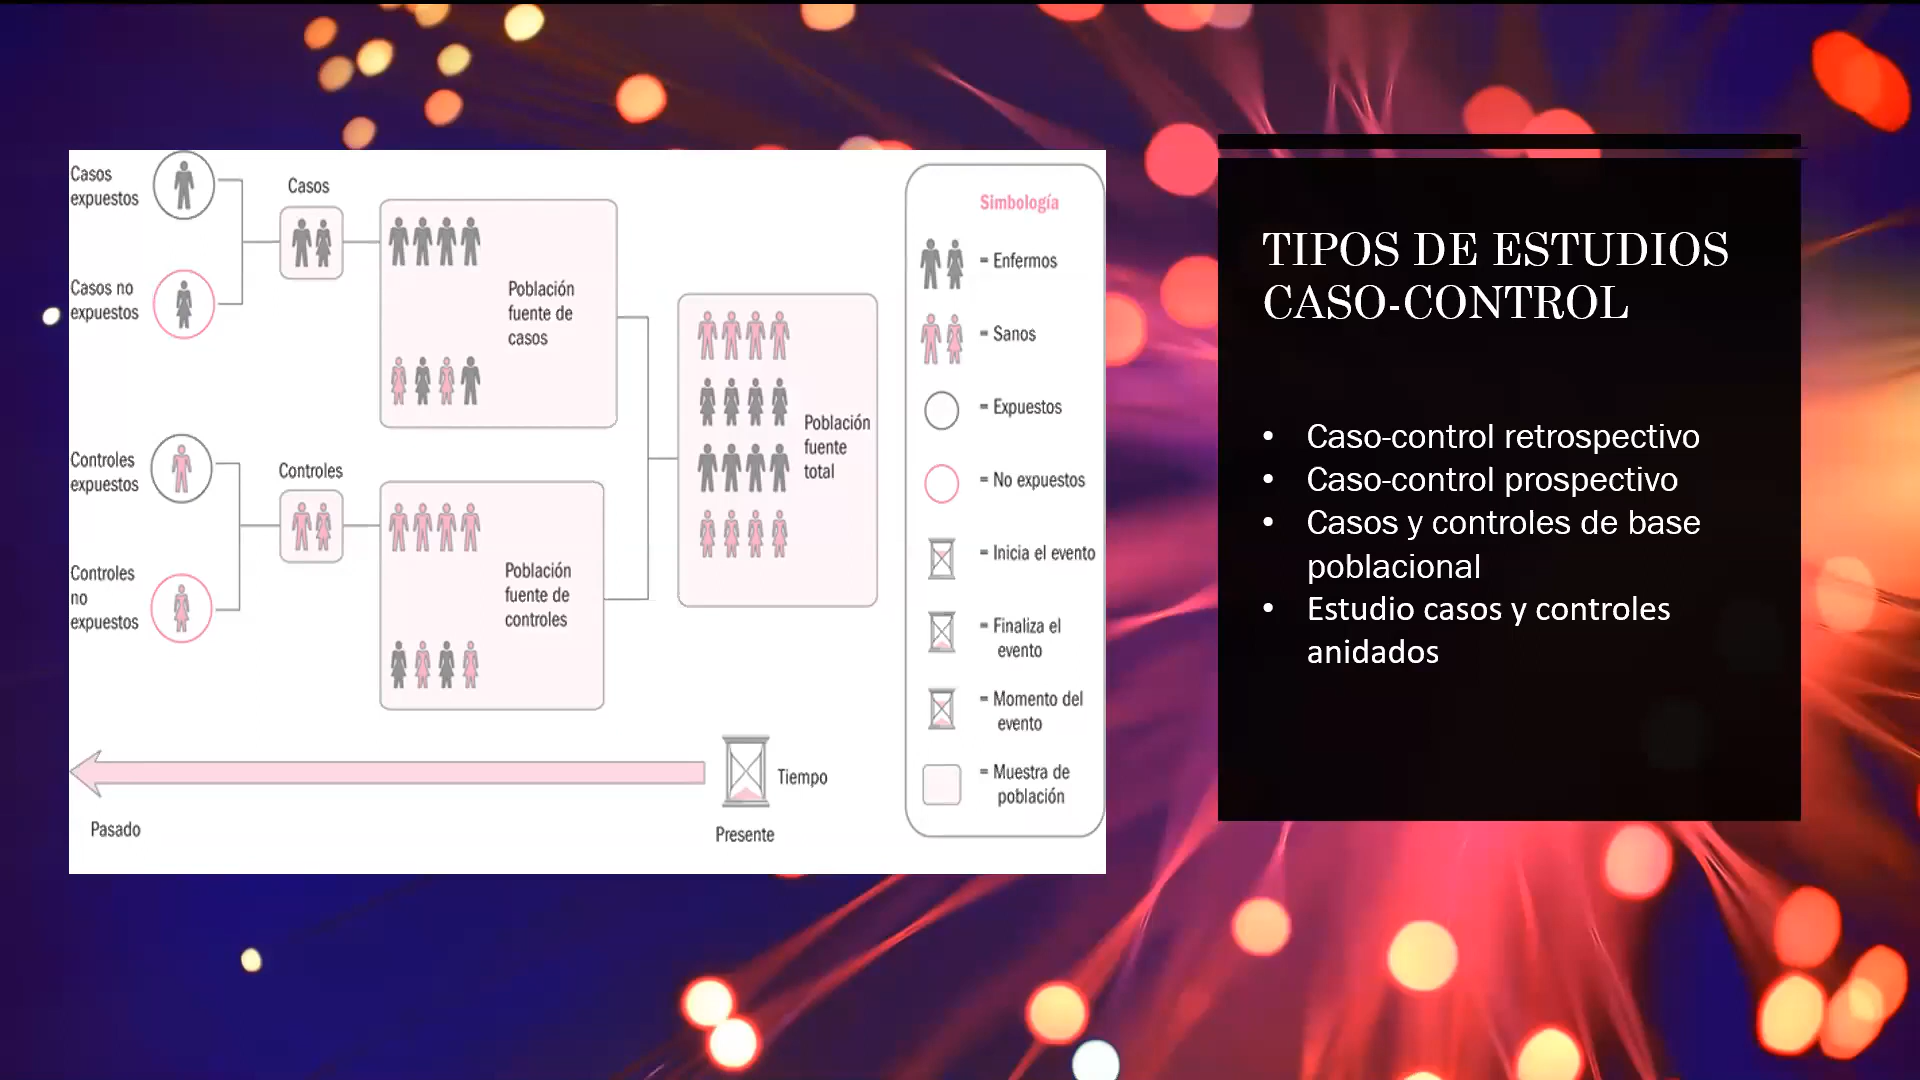 Casos
expuestos
Casos no
expuestos
Casos
Población
fuente de
casos
Controles
expuestos
Controles
no
expuestos
Controles
Población
fuente de
controles
Población
fuente
total
Pasado
Presente
Tiempo
Simbología
= Enfermos
= Sanos
= Expuestos
= No expuestos
= Inicia el evento
= Finaliza el
evento
= Momento del
evento
= Muestra de
población
TIPOS DE ESTUDIOS
CASO-CONTROL
• Caso-control retrospectivo
• Caso-control prospectivo
• Casos y controles de base
poblacional
• Estudio casos y controles
anidados